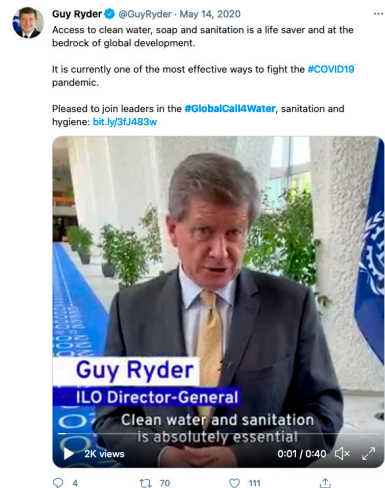 Guy Ryder @GuyRyder · May 14, 2020
Access to clean water, soap and sanitation is a life saver and at the
bedrock of global development.
It is currently one of the most effective ways to fight the #COVID19
pandemic.
Pleased to join leaders in the #GlobalCall4Water, sanitation and
hygiene: bit.ly/3fJ483w
Guy Ryder
ILO Director-General
Clean water and sanitation
is absolutely essential
2K views 0:01 / 0:40
4 70 111